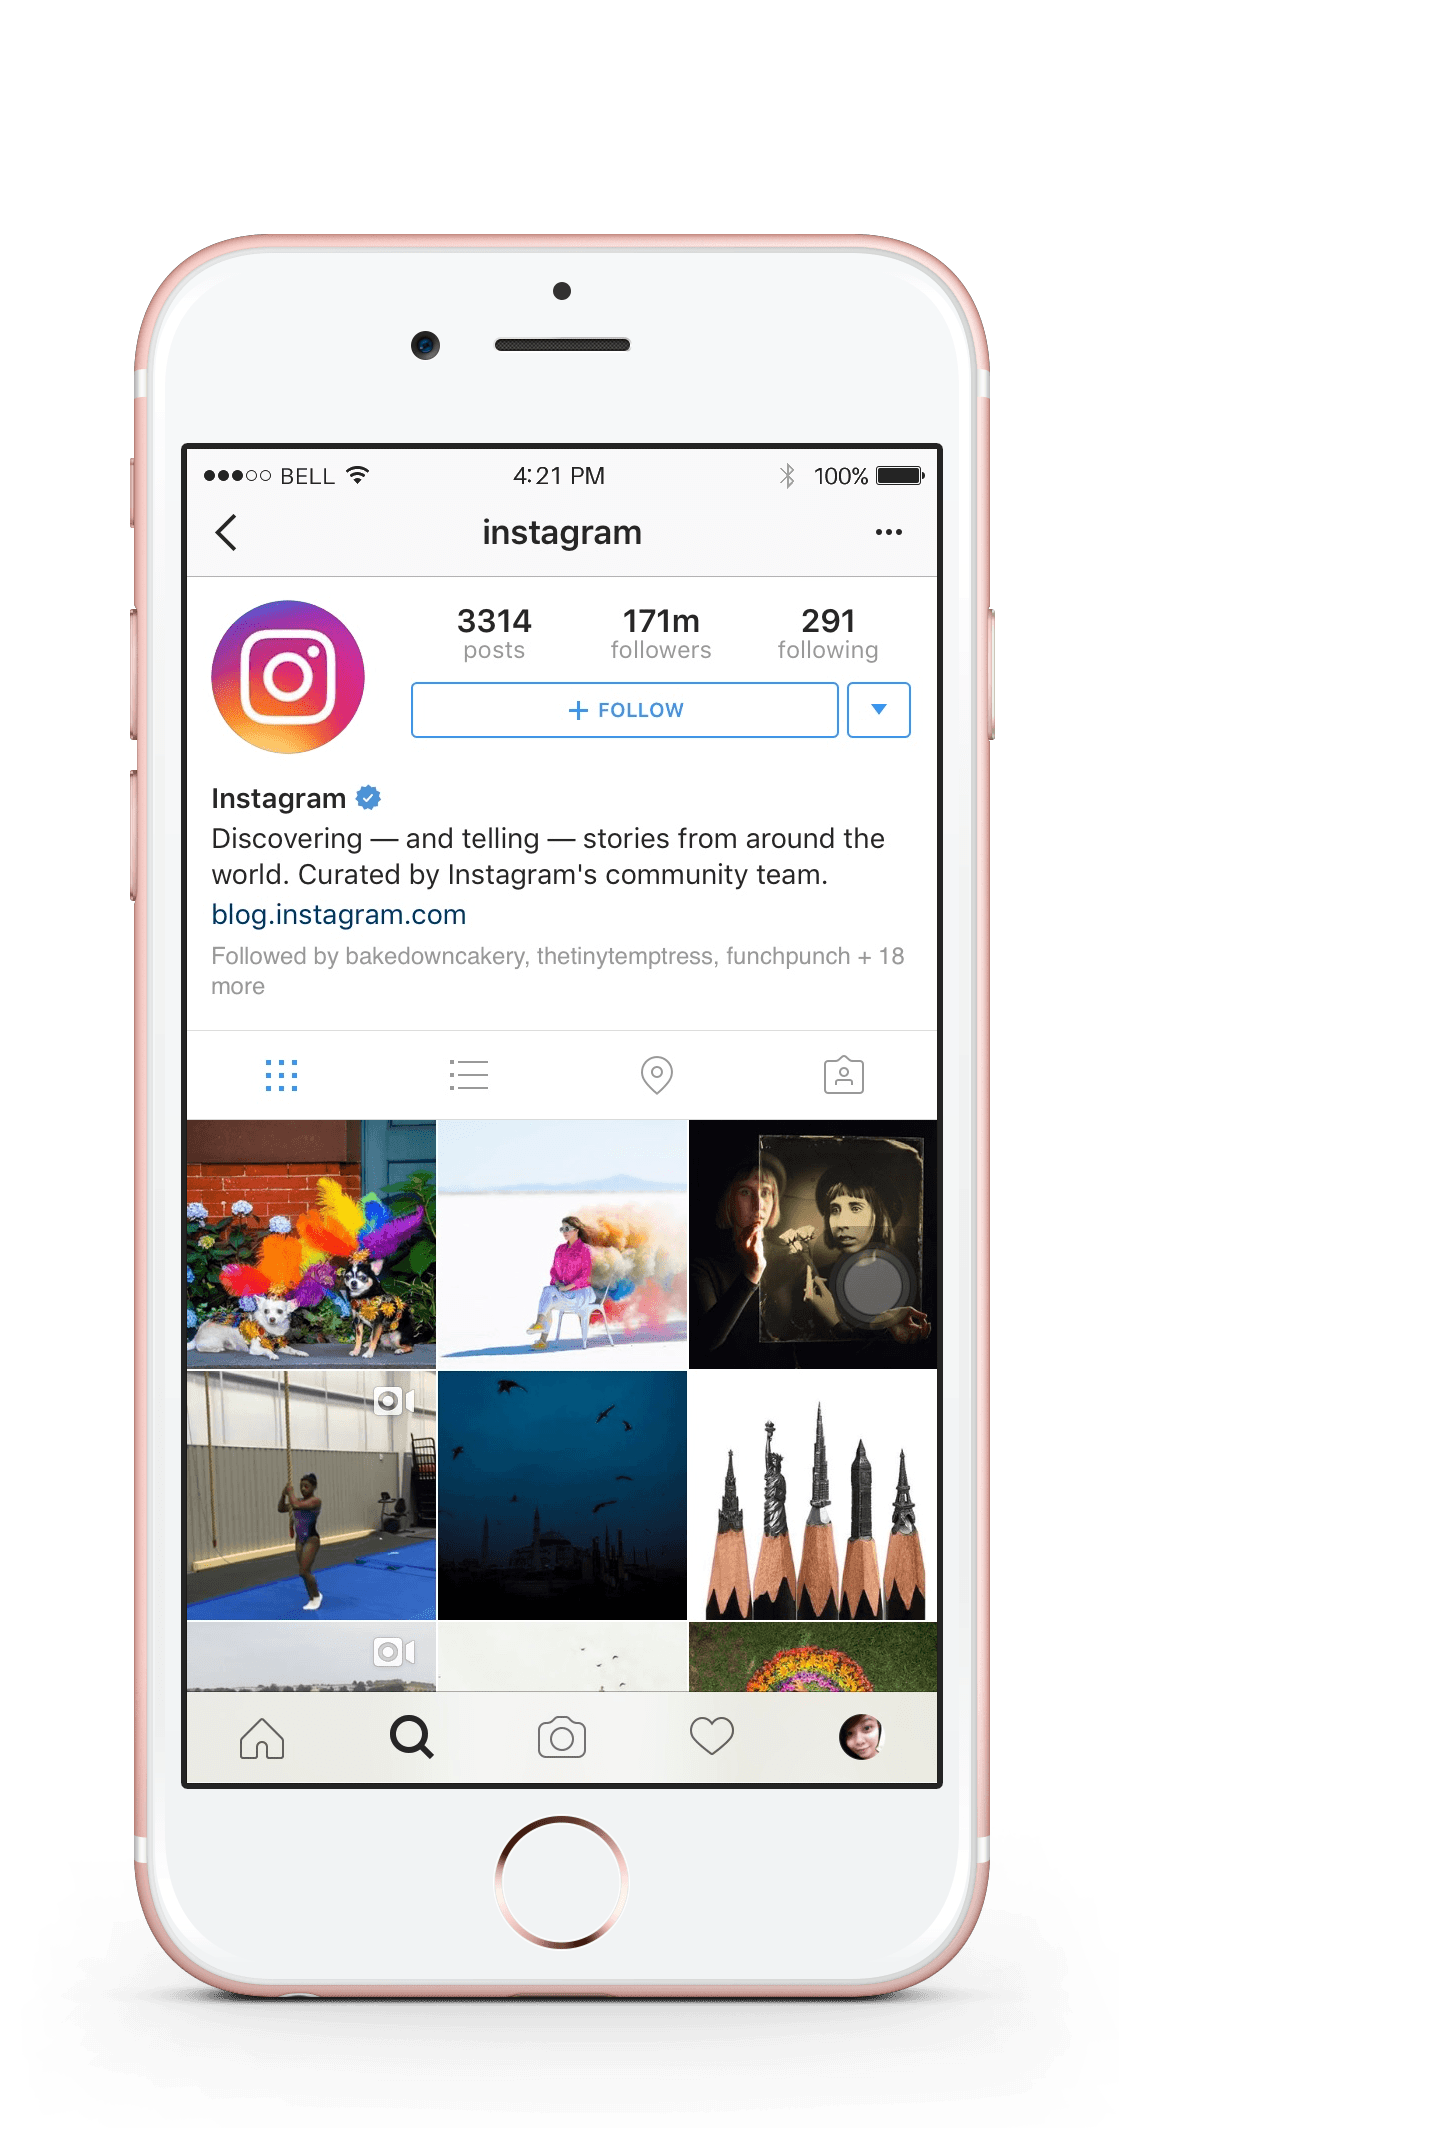 BELL 4:21 PM 100%
instagram
3314 171m 291
posts followers following
+ FOLLOW
Instagram
Discovering — and telling — stories from around the
world. Curated by Instagram's community team.
blog.instagram.com
Followed by bakedowncakery, thetinytemptress, funchpunch + 18
more